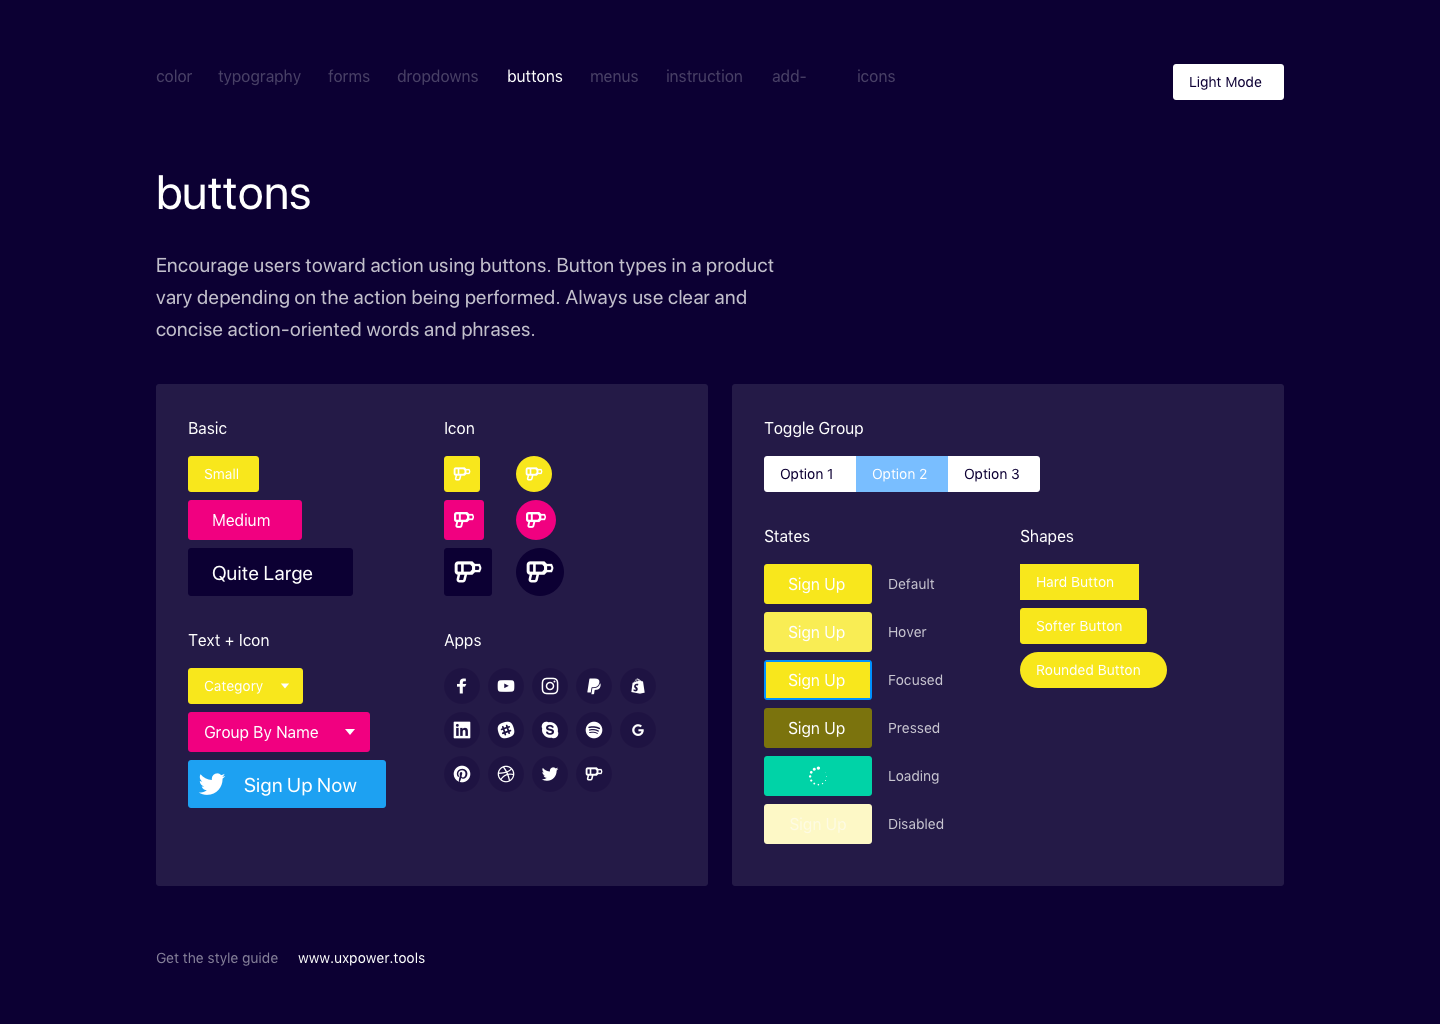 color typography forms dropdowns buttons menus instruction add- icons
Light Mode
buttons
Encourage users toward action using buttons. Button types in a product
vary depending on the action being performed. Always use clear and
concise action-oriented words and phrases.
Basic
Small
Medium
Quite Large
Icon
Text + Icon
Category
Group By Name
Sign Up Now
Apps
Toggle Group
Option 1 Option 2 Option 3
States
Sign Up Default
Sign Up Hover
Sign Up Focused
Sign Up Pressed
Loading
Sign Up Disabled
Shapes
Hard Button
Softer Button
Rounded Button
Get the style guide www.uxpower.tools